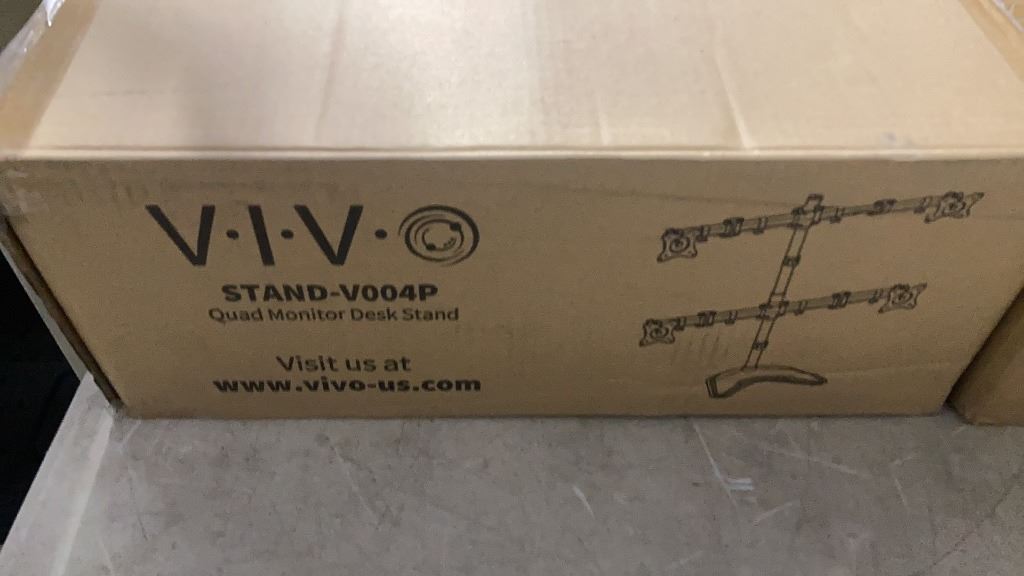 V·I·V·O
STAND-V004P
Quad Monitor Desk Stand
Visit us at
www.vivo-us.com